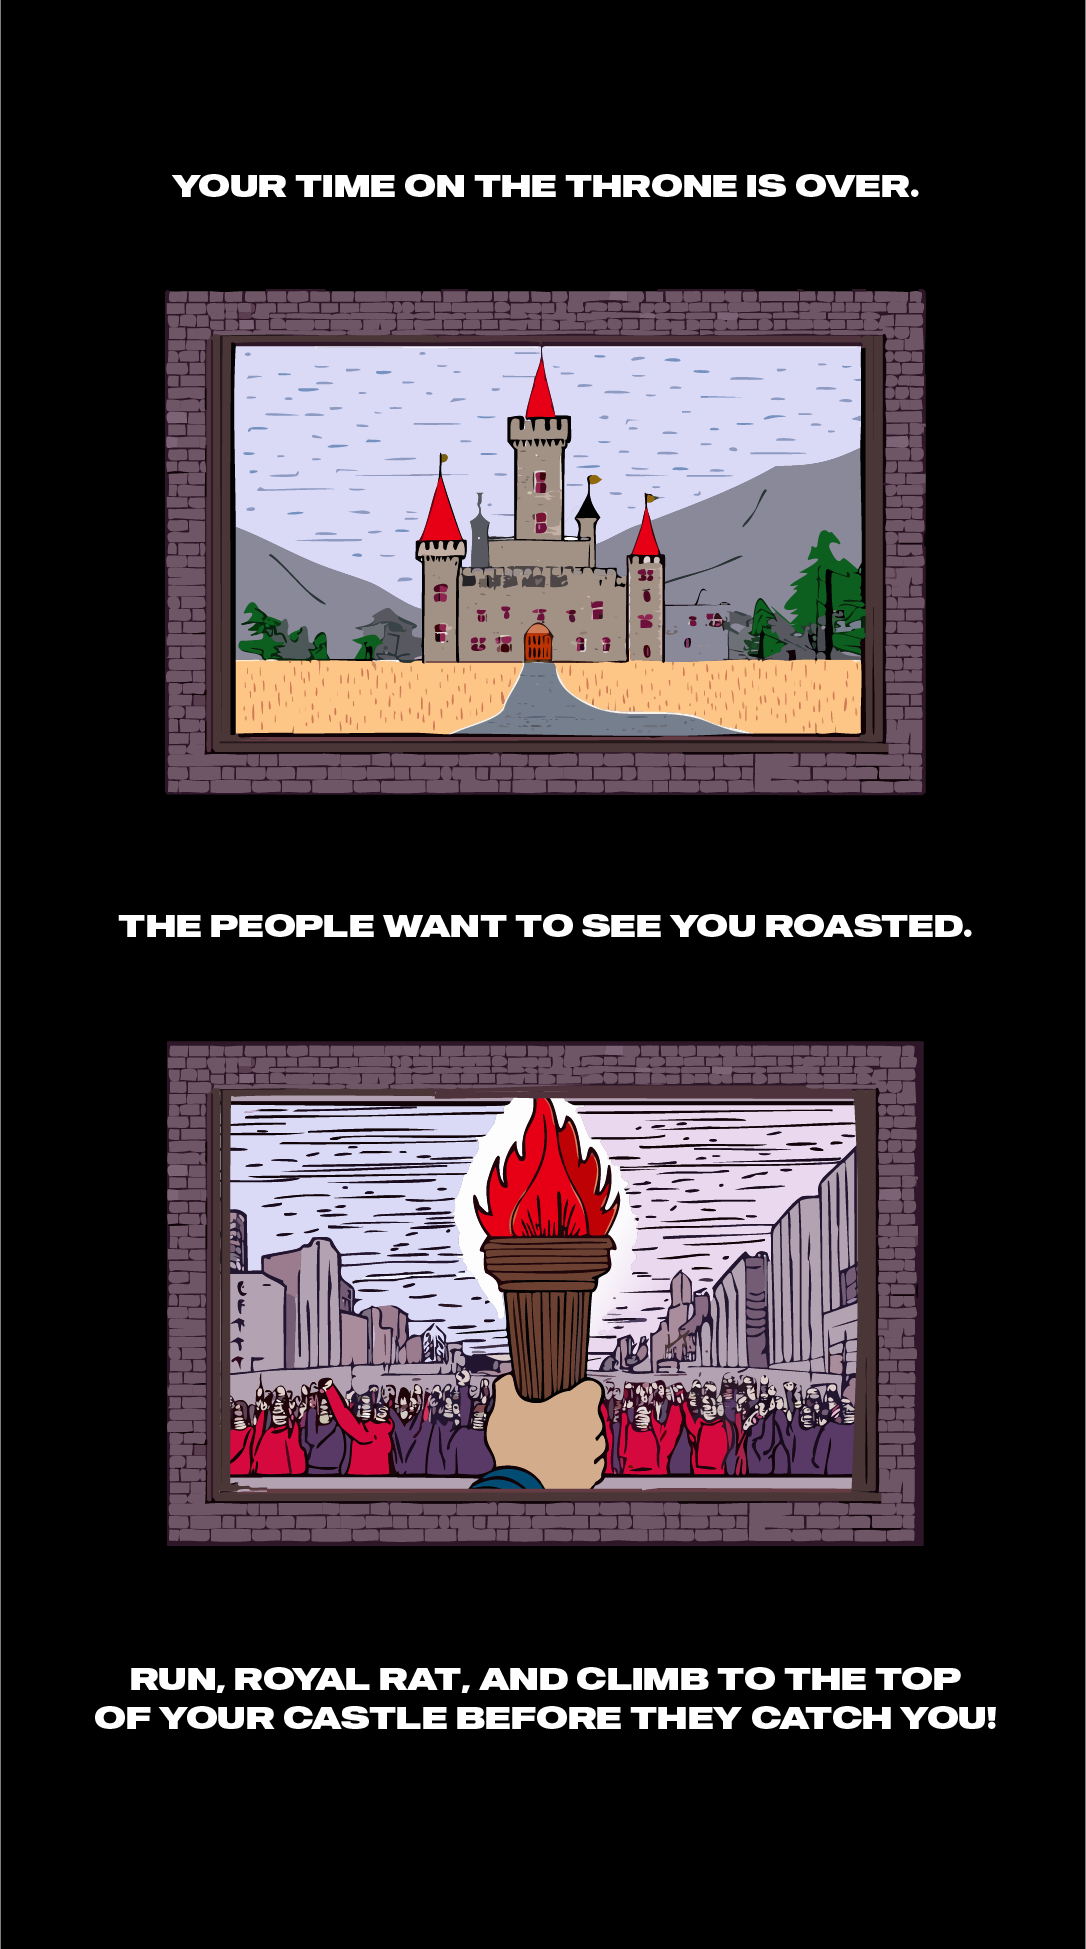 YOUR TIME ON THE THRONE IS OVER.
THE PEOPLE WANT TO SEE YOU ROASTED.
RUN, ROYAL RAT, AND CLIMB TO THE TOP
OF YOUR CASTLE BEFORE THEY CATCH YOU!